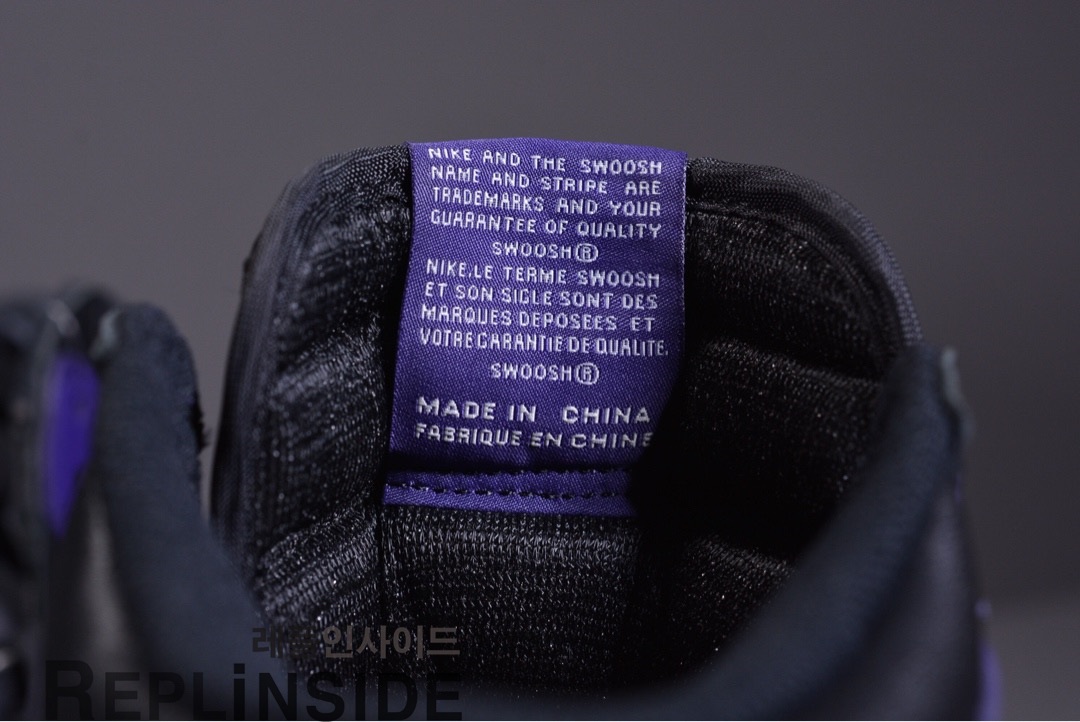 NIKE AND THE SWOOSH
NAME AND STRIPE ARE
TRADEMARKS AND YOUR
GUARANTEE OF QUALITY
SWOOSH®
NIKE.LE TERME SWOOSH
ET SON SIGLE SONT DES
MARQUES DEPOSEES ET
VOTRE GARANTIE DE QUALITE.
SWOOSH®
MADE IN CHINA
FABRIQUE EN CHINE
래플 인사이드
REPLiNSIDE